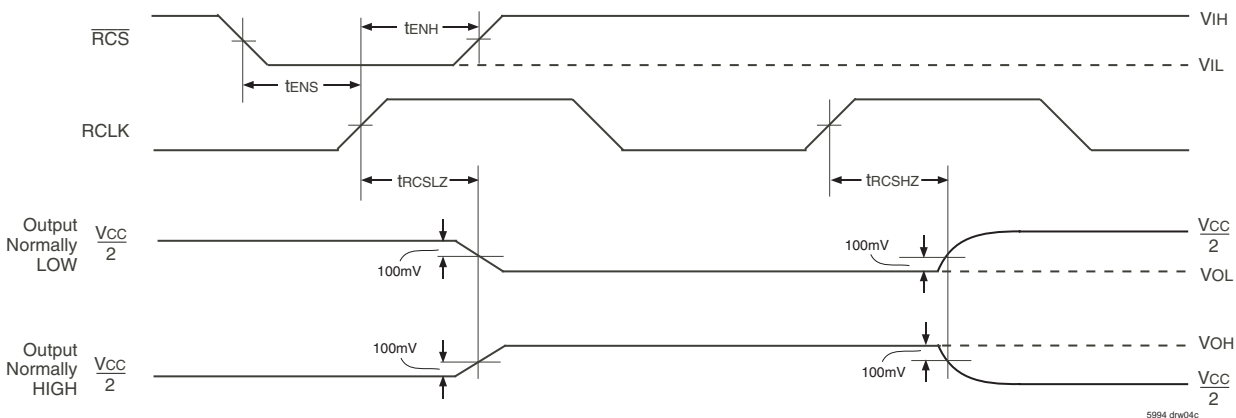 RCS
tENH
VIH
tENS
VIL
RCLK
tRCSLZ
tRCSHZ
Output
Normally
LOW
VCC
2
100mV
100mV
VCC
2
VOL
Output
Normally
HIGH
VCC
2
100mV
100mV
VOH
VCC
2
5994 drw04c